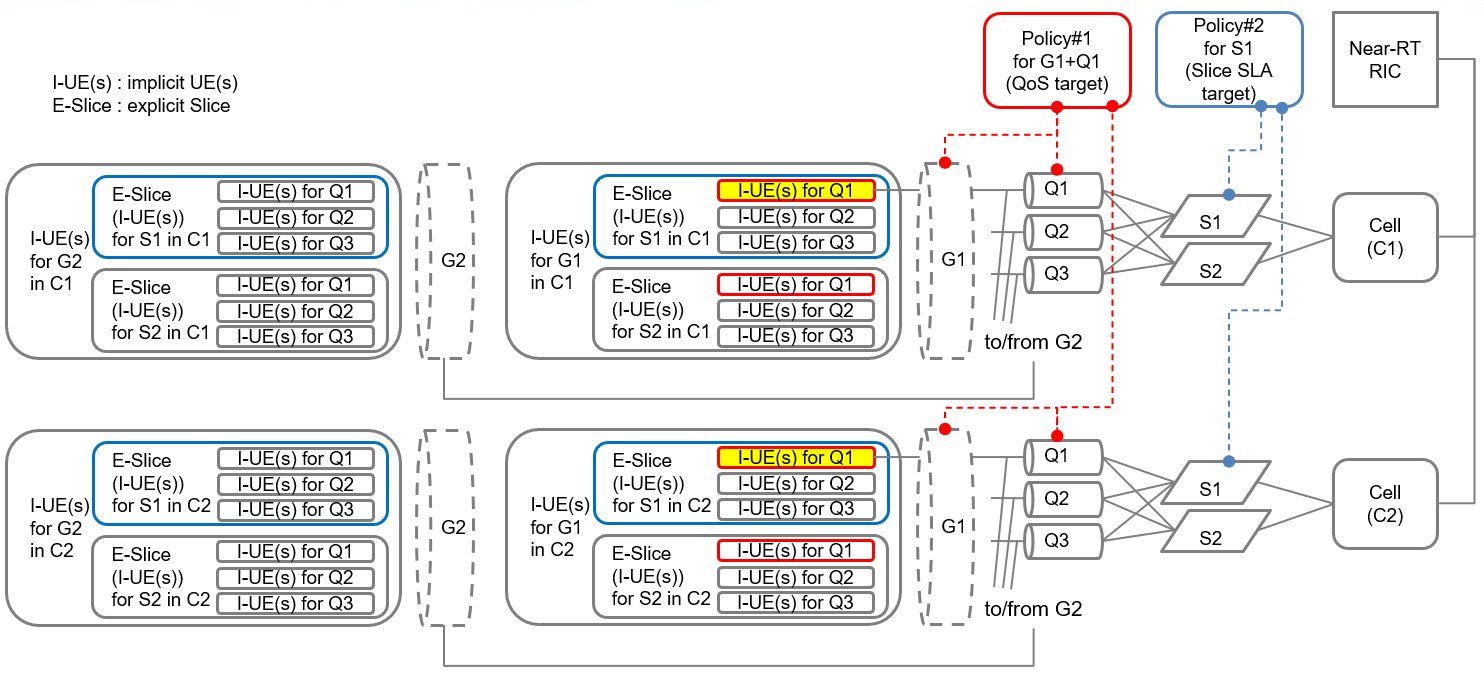 I-UE(s) : implicit UE(s)
E-Slice : explicit Slice
Policy#1
for G1+Q1
(QoS target)
Policy#2
for S1
(Slice SLA
target)
Near-RT
RIC
I-UE(s)
for G2
in C1
E-Slice
(I-UE(s))
for S1 in C1
I-UE(s) for Q1
I-UE(s) for Q2
I-UE(s) for Q3
E-Slice
(I-UE(s))
for S2 in C1
I-UE(s) for Q1
I-UE(s) for Q2
I-UE(s) for Q3
G2
I-UE(s)
for G1
in C1
E-Slice
(I-UE(s))
for S1 in C1
I-UE(s) for Q1
I-UE(s) for Q2
I-UE(s) for Q3
E-Slice
(I-UE(s))
for S2 in C1
I-UE(s) for Q1
I-UE(s) for Q2
I-UE(s) for Q3
G1
Q1
Q2
Q3
to/from G2
S1
S2
Cell
(C1)
I-UE(s)
for G2
in C2
E-Slice
(I-UE(s))
for S1 in C2
I-UE(s) for Q1
I-UE(s) for Q2
I-UE(s) for Q3
E-Slice
(I-UE(s))
for S2 in C2
I-UE(s) for Q1
I-UE(s) for Q2
I-UE(s) for Q3
G2
I-UE(s)
for G1
in C2
E-Slice
(I-UE(s))
for S1 in C2
I-UE(s) for Q1
I-UE(s) for Q2
I-UE(s) for Q3
E-Slice
(I-UE(s))
for S2 in C2
I-UE(s) for Q1
I-UE(s) for Q2
I-UE(s) for Q3
G1
Q1
Q2
Q3
to/from G2
S1
S2
Cell
(C2)